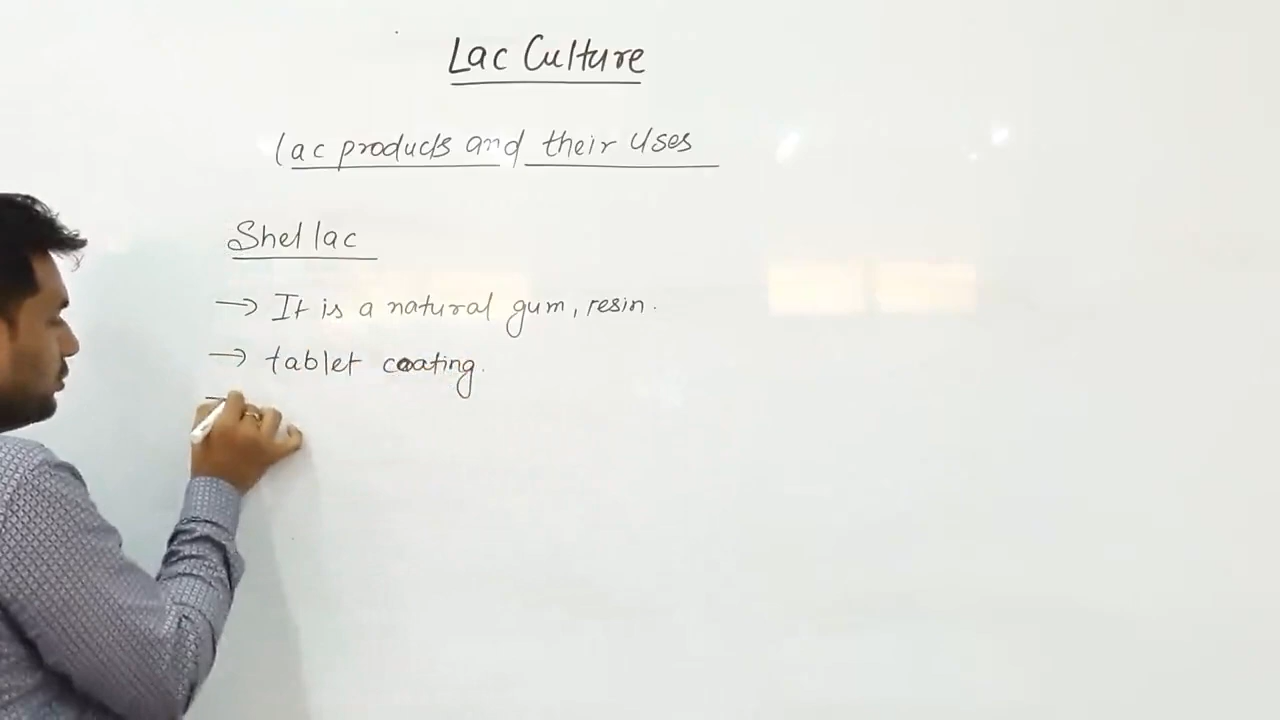 Lac Culture
lac products and their Uses
Shellac
→ It is a natural gum, resin.
→ tablet coating.